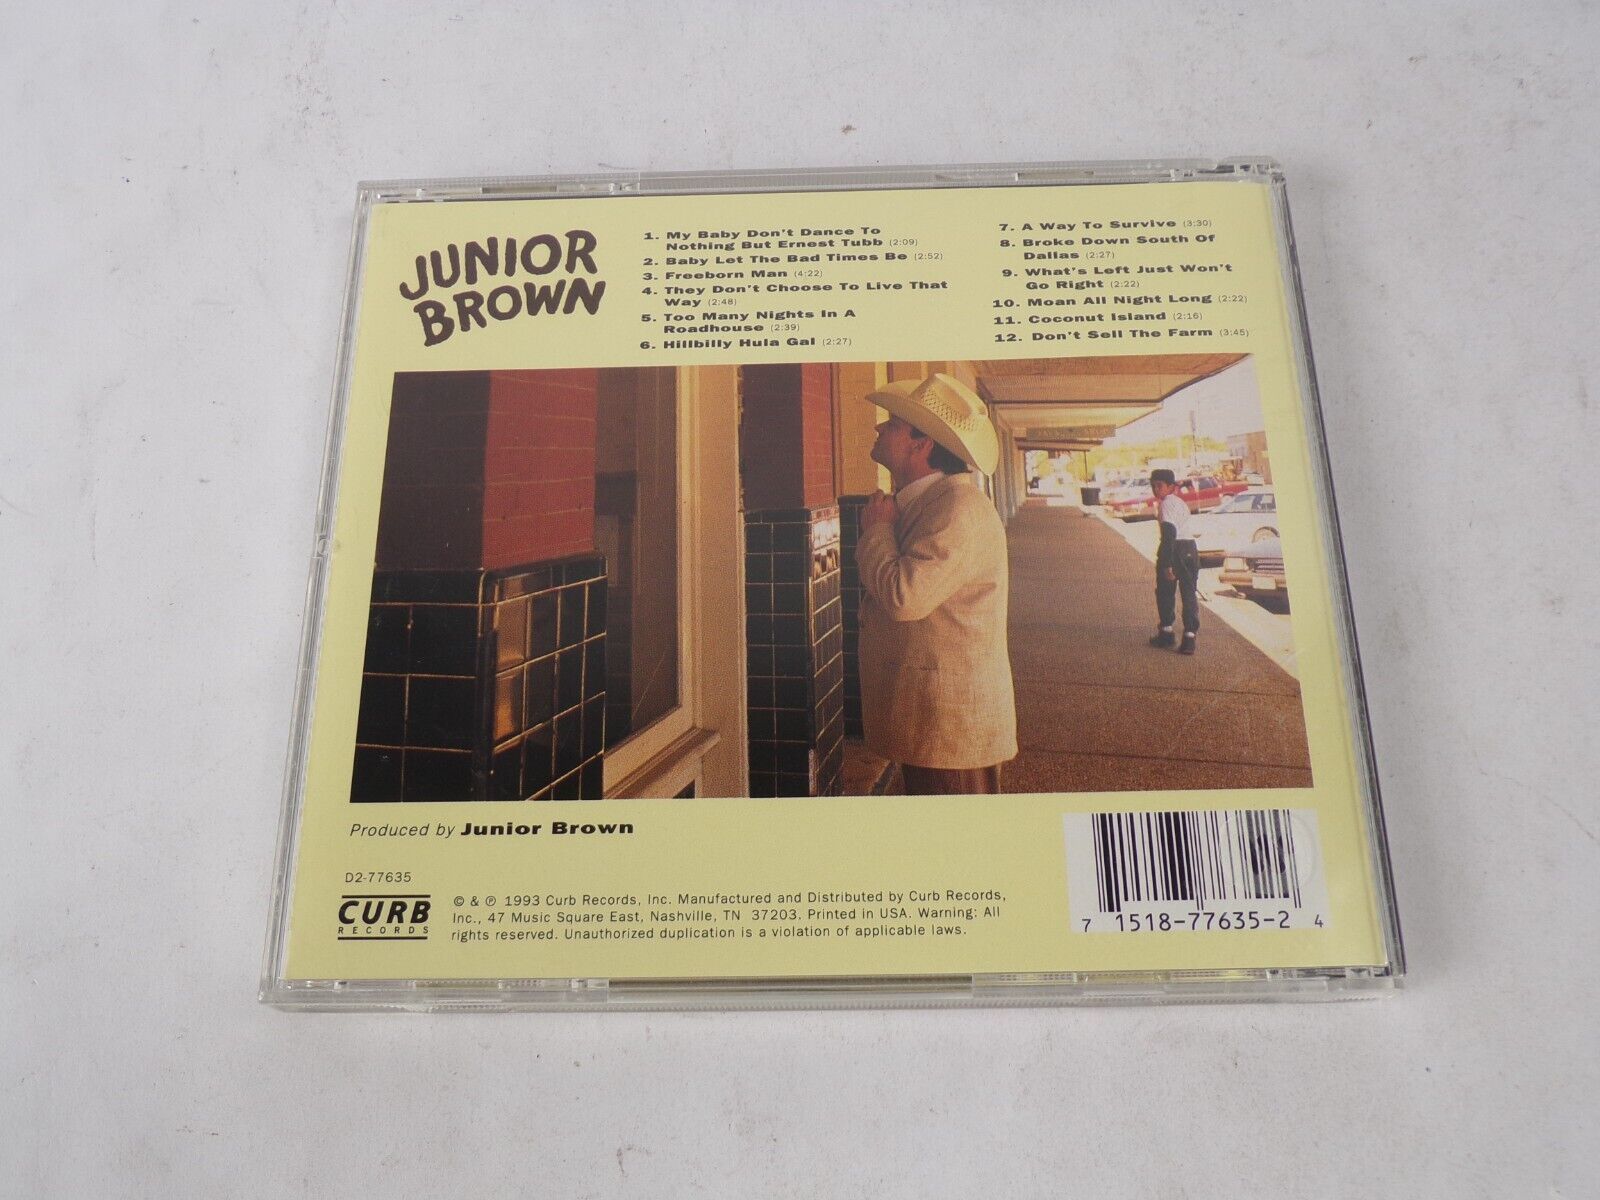 JUNIOR
BROWN
1. My Baby Don't Dance To
Nothing But Ernest Tubb (2:09)
2. Baby Let The Bad Times Be (2:52)
3. Freeborn Man (4:22)
4. They Don't Choose To Live That
Way (2:48)
5. Too Many Nights In A
Roadhouse (2:39)
6. Hillbilly Hula Gal (2:27)
7. A Way To Survive (3:30)
8. Broke Down South Of
Dallas (2:27)
9. What's Left Just Won't
Go Right (2:22)
10. Moan All Night Long (2:22)
11. Coconut Island (2:16)
12. Don't Sell The Farm (3:45)
Produced by Junior Brown
D2-77635
CURB
RECORDS
© & ℗ 1993 Curb Records, Inc. Manufactured and Distributed by Curb Records,
Inc., 47 Music Square East, Nashville, TN 37203. Printed in USA. Warning: All
rights reserved. Unauthorized duplication is a violation of applicable laws.
7 1518-77635-2 4